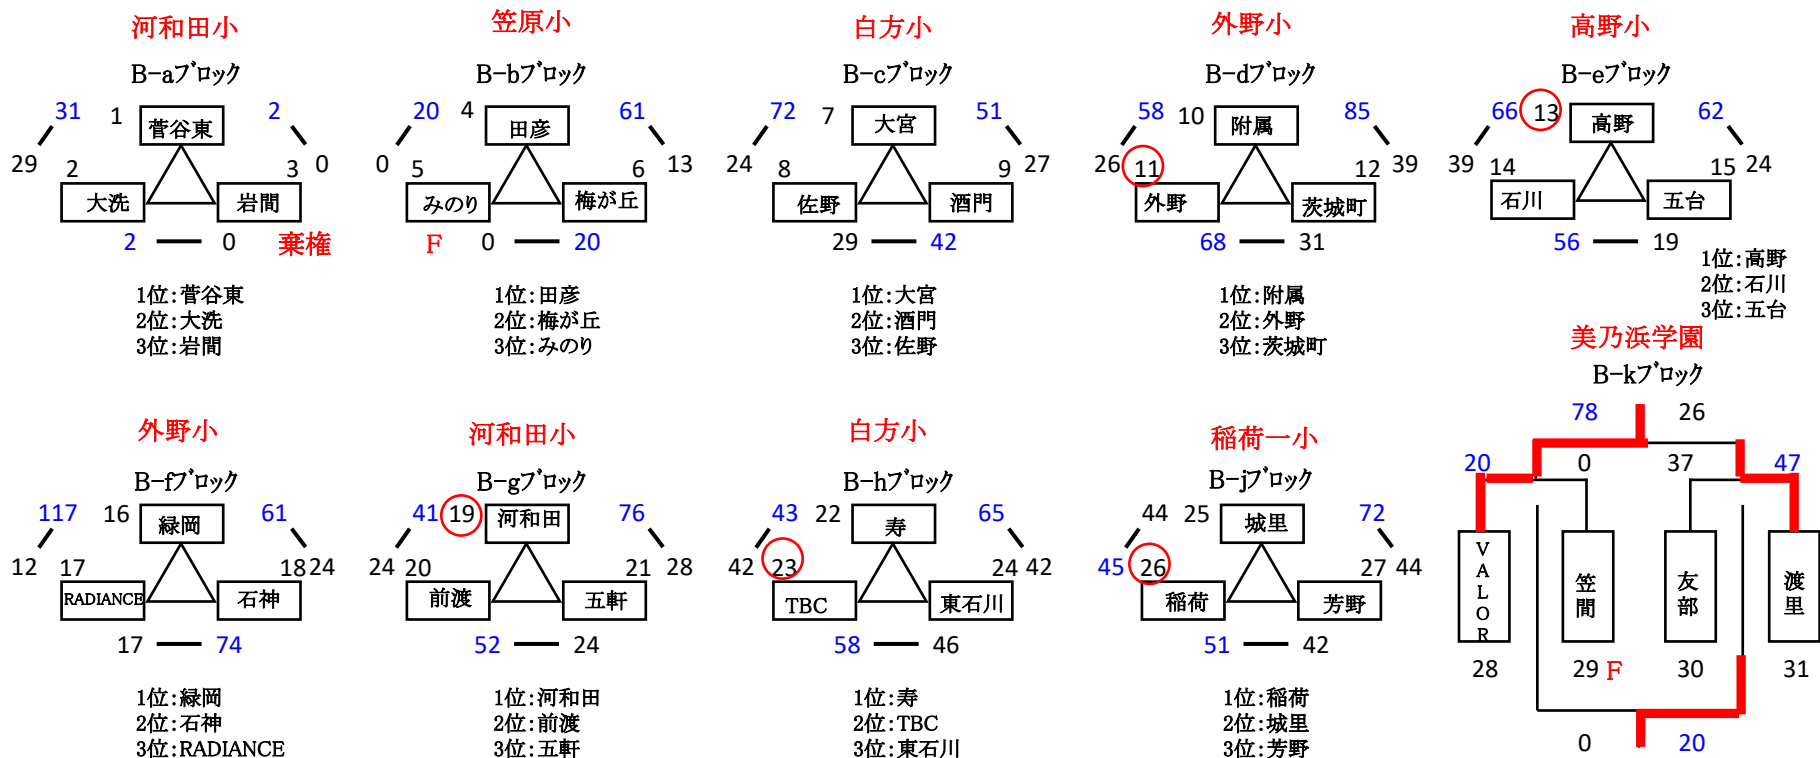 河和田小
B-aブロック
31 1 菅谷東 2
29 2 3 0
大洗 岩間
2 0 棄権
1位:菅谷東
2位:大洗
3位:岩間
笠原小
B-bブロック
20 4 田彦 61
0 5 6 13
みのり 梅が丘
F 0 20
1位:田彦
2位:梅が丘
3位:みのり
白方小
B-cブロック
72 7 大宮 51
24 8 9 27
佐野 酒門
29 42
1位:大宮
2位:酒門
3位:佐野
外野小
B-dブロック
58 10 附属 85
26 11 12 39
外野 茨城町
68 31
1位:附属
2位:外野
3位:茨城町
高野小
B-eブロック
66 13 高野 62
39 14 15 24
石川 五台
56 19
1位:高野
2位:石川
3位:五台
外野小
B-fブロック
117 16 緑岡 61
12 17 18 24
RADIANCE 石神
17 74
1位:緑岡
2位:石神
3位:RADIANCE
河和田小
B-gブロック
41 19 河和田 76
24 20 21 28
前渡 五軒
52 24
1位:河和田
2位:前渡
3位:五軒
白方小
B-hブロック
43 22 寿 65
42 23 24 42
TBC 東石川
58 46
1位:寿
2位:TBC
3位:東石川
稲荷一小
B-jブロック
44 25 城里 72
45 26 27 44
稲荷 芳野
51 42
1位:稲荷
2位:城里
3位:芳野
美乃浜学園
B-kブロック
78 26
20 0 37 47
VALOR 笠間 友部 渡里
28 29 F 30 31
0 20